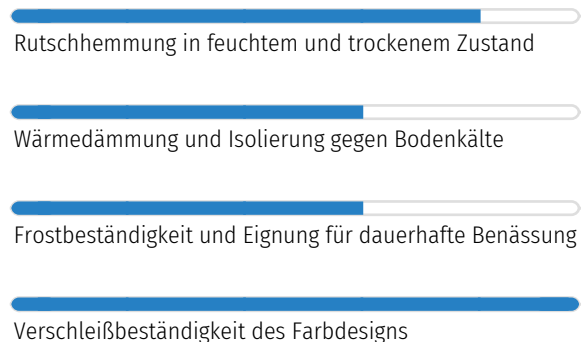 Rutschhemmung in feuchtem und trockenem Zustand
Wärmedämmung und Isolierung gegen Bodenkälte
Frostbeständigkeit und Eignung für dauerhafte Benässung
Verschleißbeständigkeit des Farbdesigns